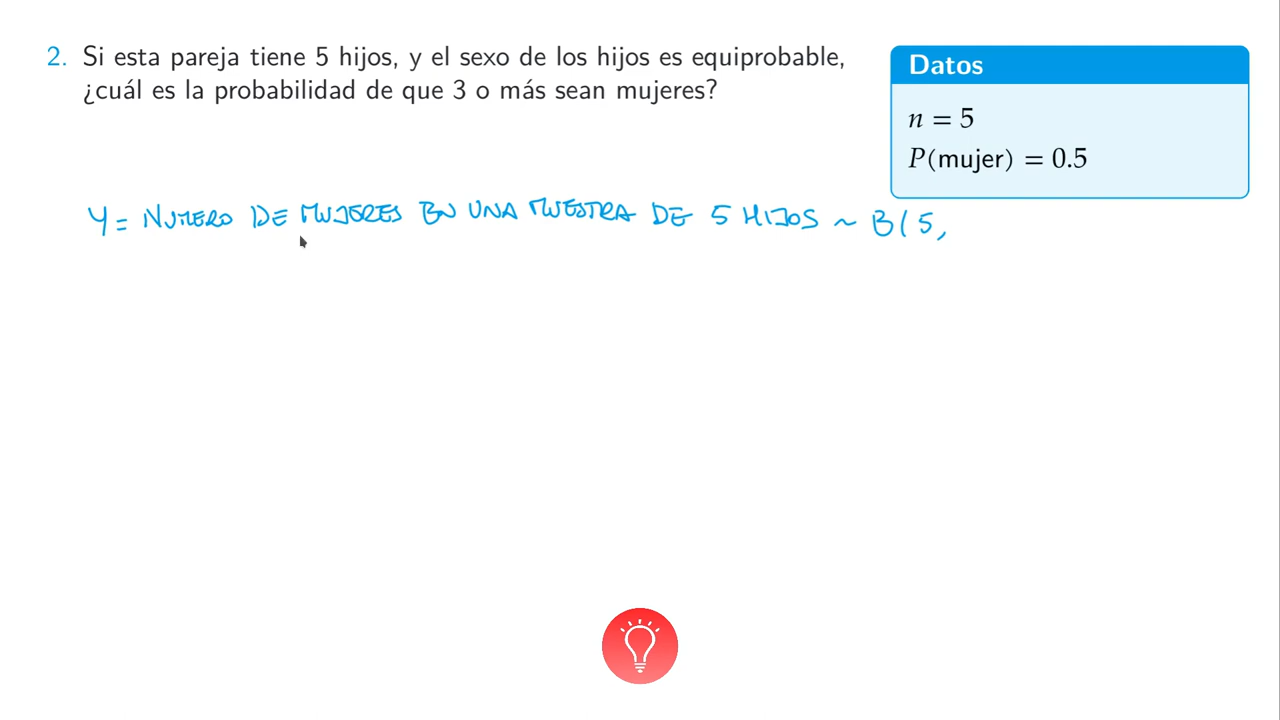 2. Si esta pareja tiene 5 hijos, y el sexo de los hijos es equiprobable,
¿cuál es la probabilidad de que 3 o más sean mujeres?
Datos
n = 5
P(mujer) = 0.5
Y = NUMERO DE MUJERES EN UNA MUESTRA DE 5 HIJOS ~ B(5,